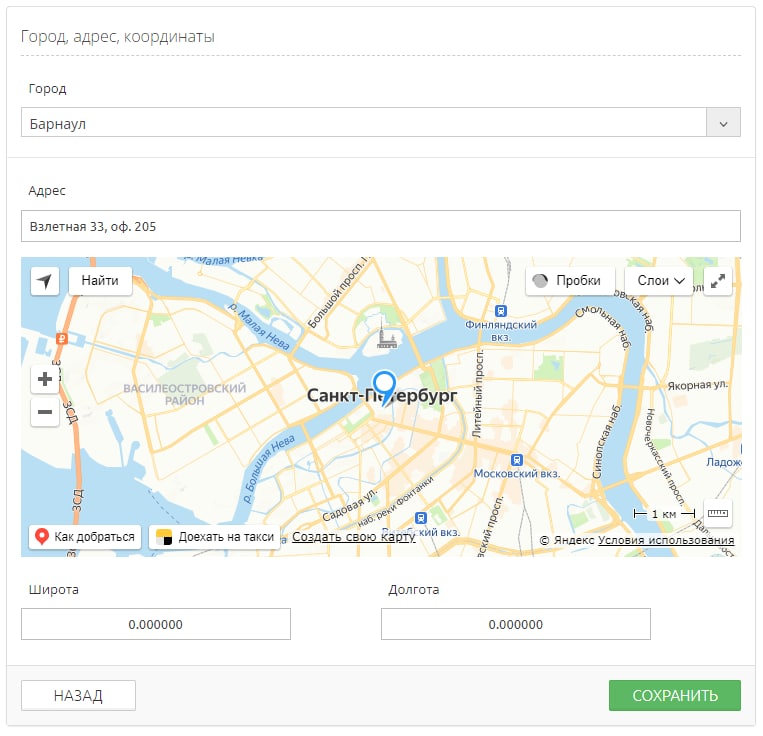 Город, адрес, координаты
Город
Барнаул
Адрес
Взлетная 33, оф. 205
Малая Невка
Большой просп.
Найти
Пробки
Слои
р. Малая Нева
Финляндский
вкз.
Смольная наб.
ВАСИЛЕОСТРОВСКИЙ
РАЙОН
ЗСД
Санкт-Петербург
Литейный просп.
Якорная ул.
Синопская наб.
Новочеркасский просп.
р. Большая Нева
Московский вкз.
ЗСД
Садовая ул.
наб. реки Фонтанки
1 км
Как добраться
Доехать на такси
Создать свою карту
вкз.
© Яндекс Условия использования
Широта
Долгота
0.000000
0.000000
НАЗАД
СОХРАНИТЬ